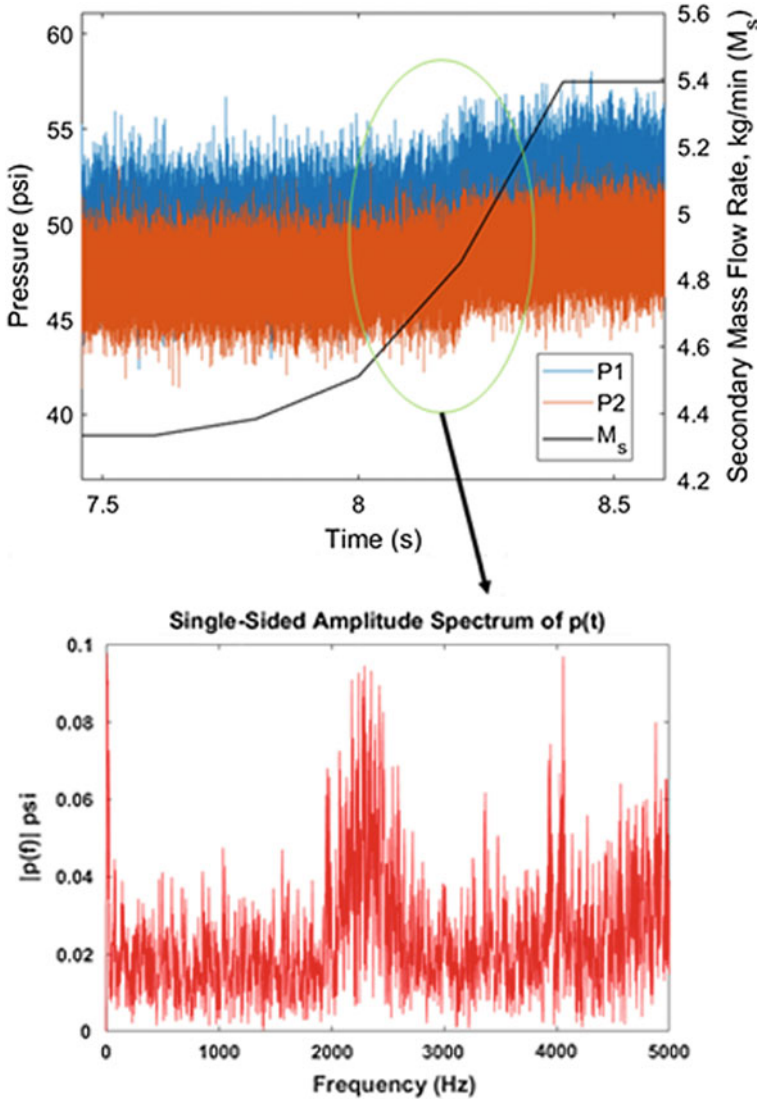 60
55
50
45
40
Pressure (psi)
5.6
5.4
5.2
5
4.8
4.6
4.4
4.2
Secondary Mass Flow Rate, kg/min (Ms)
P1
P2
Ms
7.5 8 8.5
Time (s)
Single-Sided Amplitude Spectrum of p(t)
0.1
0.08
0.06
0.04
0.02
0
|p(f)| psi
0 1000 2000 3000 4000 5000
Frequency (Hz)